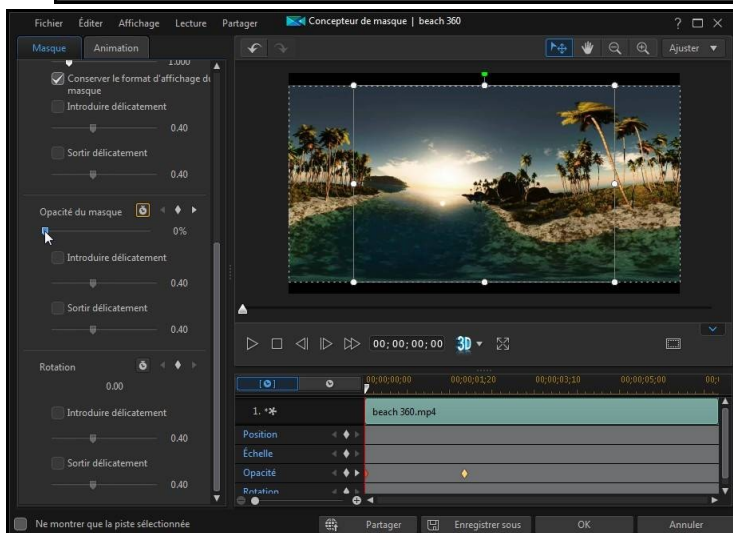 Fichier Éditer Affichage Lecture Partager Concepteur de masque | beach 360 ?
Masque Animation Ajuster
1.000
Conserver le format d'affichage du
masque
Introduire délicatement
0.40
Sortir délicatement
0.40
Opacité du masque
0%
Introduire délicatement
0.40
Sortir délicatement
0.40
Rotation
0.00
Introduire délicatement
0.40
Sortir délicatement
0.40
00;00;00;00 3D
00;00;00;00 00;00;01;20 00;00;03;10 00;00;05;00
1. beach 360.mp4
Position
Échelle
Opacité
Rotation
Ne montrer que la piste sélectionnée Partager Enregistrer sous OK Annuler